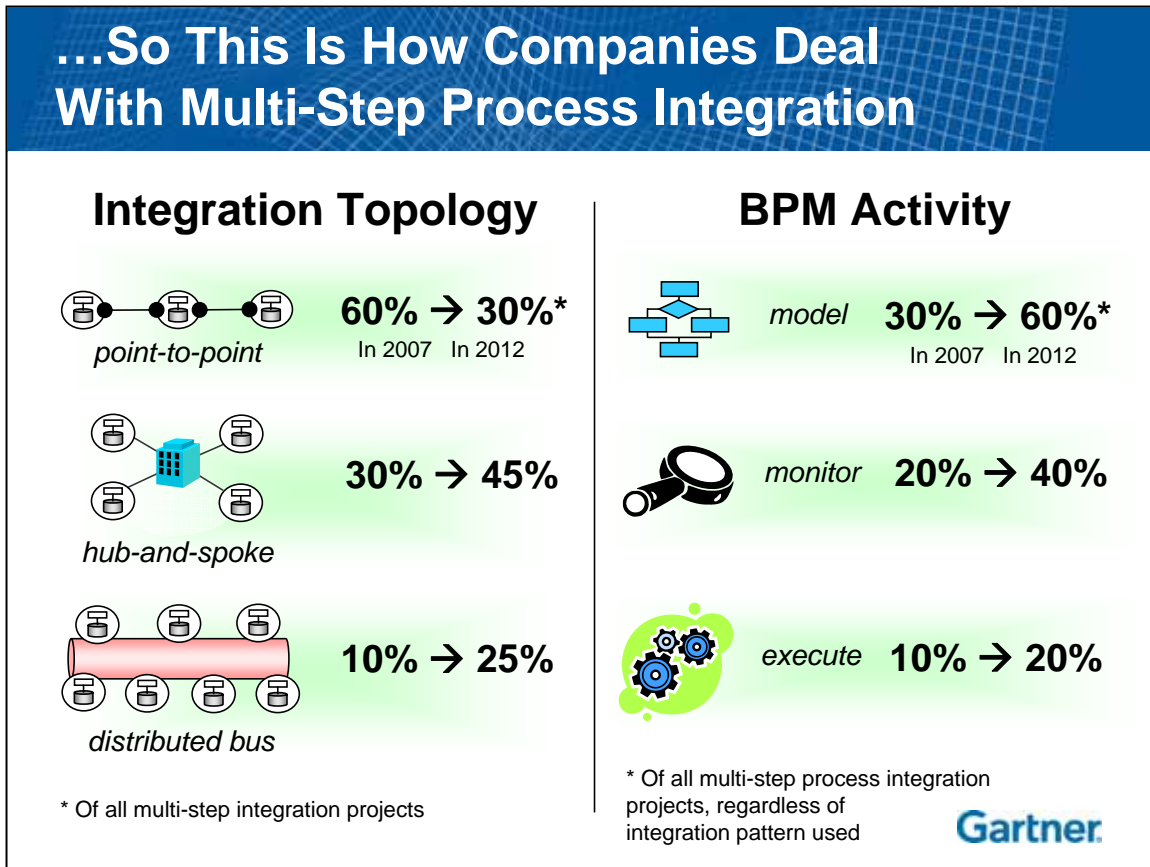 …So This Is How Companies Deal
With Multi-Step Process Integration
Integration Topology
60% → 30%*
In 2007 In 2012
point-to-point
30% → 45%
hub-and-spoke
10% → 25%
distributed bus
* Of all multi-step integration projects
BPM Activity
model 30% → 60%*
In 2007 In 2012
monitor 20% → 40%
execute 10% → 20%
* Of all multi-step process integration
projects, regardless of
integration pattern used
Gartner.